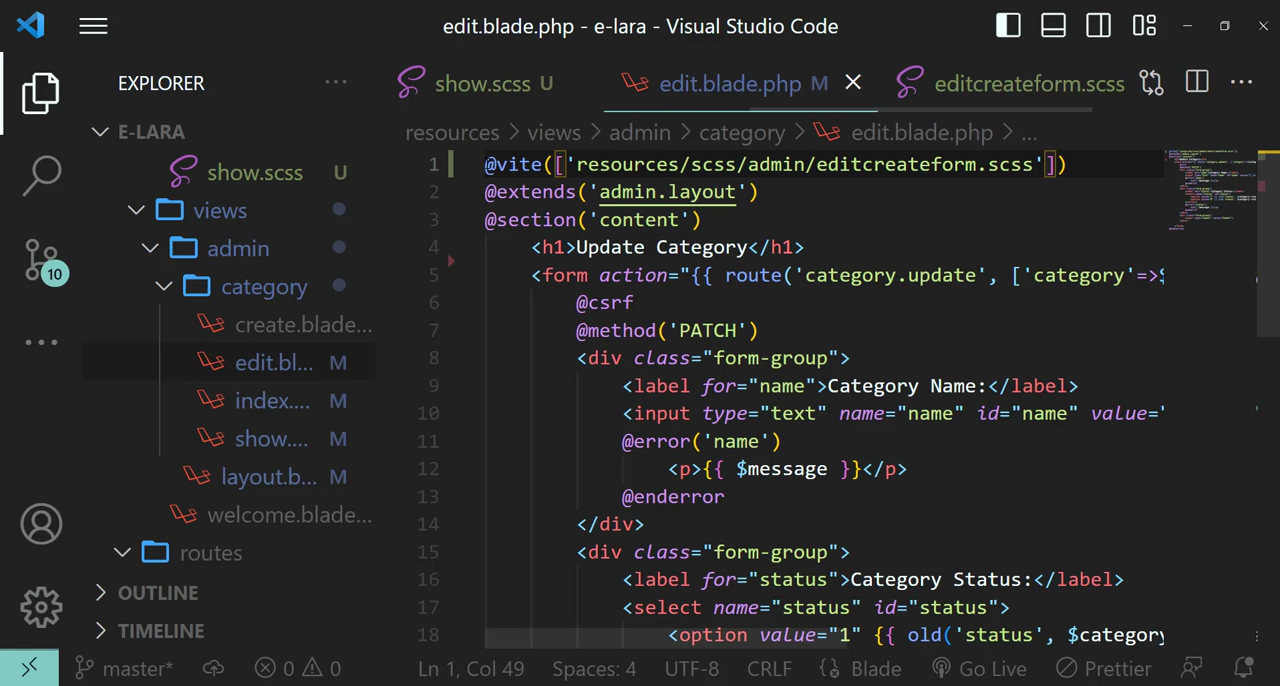 edit.blade.php - e-lara - Visual Studio Code
EXPLORER
show.scss U
edit.blade.php M
editcreateform.scss
E-LARA
resources > views > admin > category > edit.blade.php > ...
show.scss U
views
admin
category
create.blade...
edit.bl... M
index.... M
show.... M
layout.b... M
welcome.blade...
routes
OUTLINE
TIMELINE
10
1 @vite(['resources/scss/admin/editcreateform.scss'])
2 @extends('admin.layout')
3 @section('content')
4 <h1>Update Category</h1>
5 <form action="{{ route('category.update', ['category'=>$
6 @csrf
7 @method('PATCH')
8 <div class="form-group">
9 <label for="name">Category Name:</label>
10 <input type="text" name="name" id="name" value="
11 @error('name')
12 <p>{{ $message }}</p>
13 @enderror
14 </div>
15 <div class="form-group">
16 <label for="status">Category Status:</label>
17 <select name="status" id="status">
18 <option value="1" {{ old('status', $category
master* 0 0 Ln 1, Col 49 Spaces: 4 UTF-8 CRLF Blade Go Live Prettier